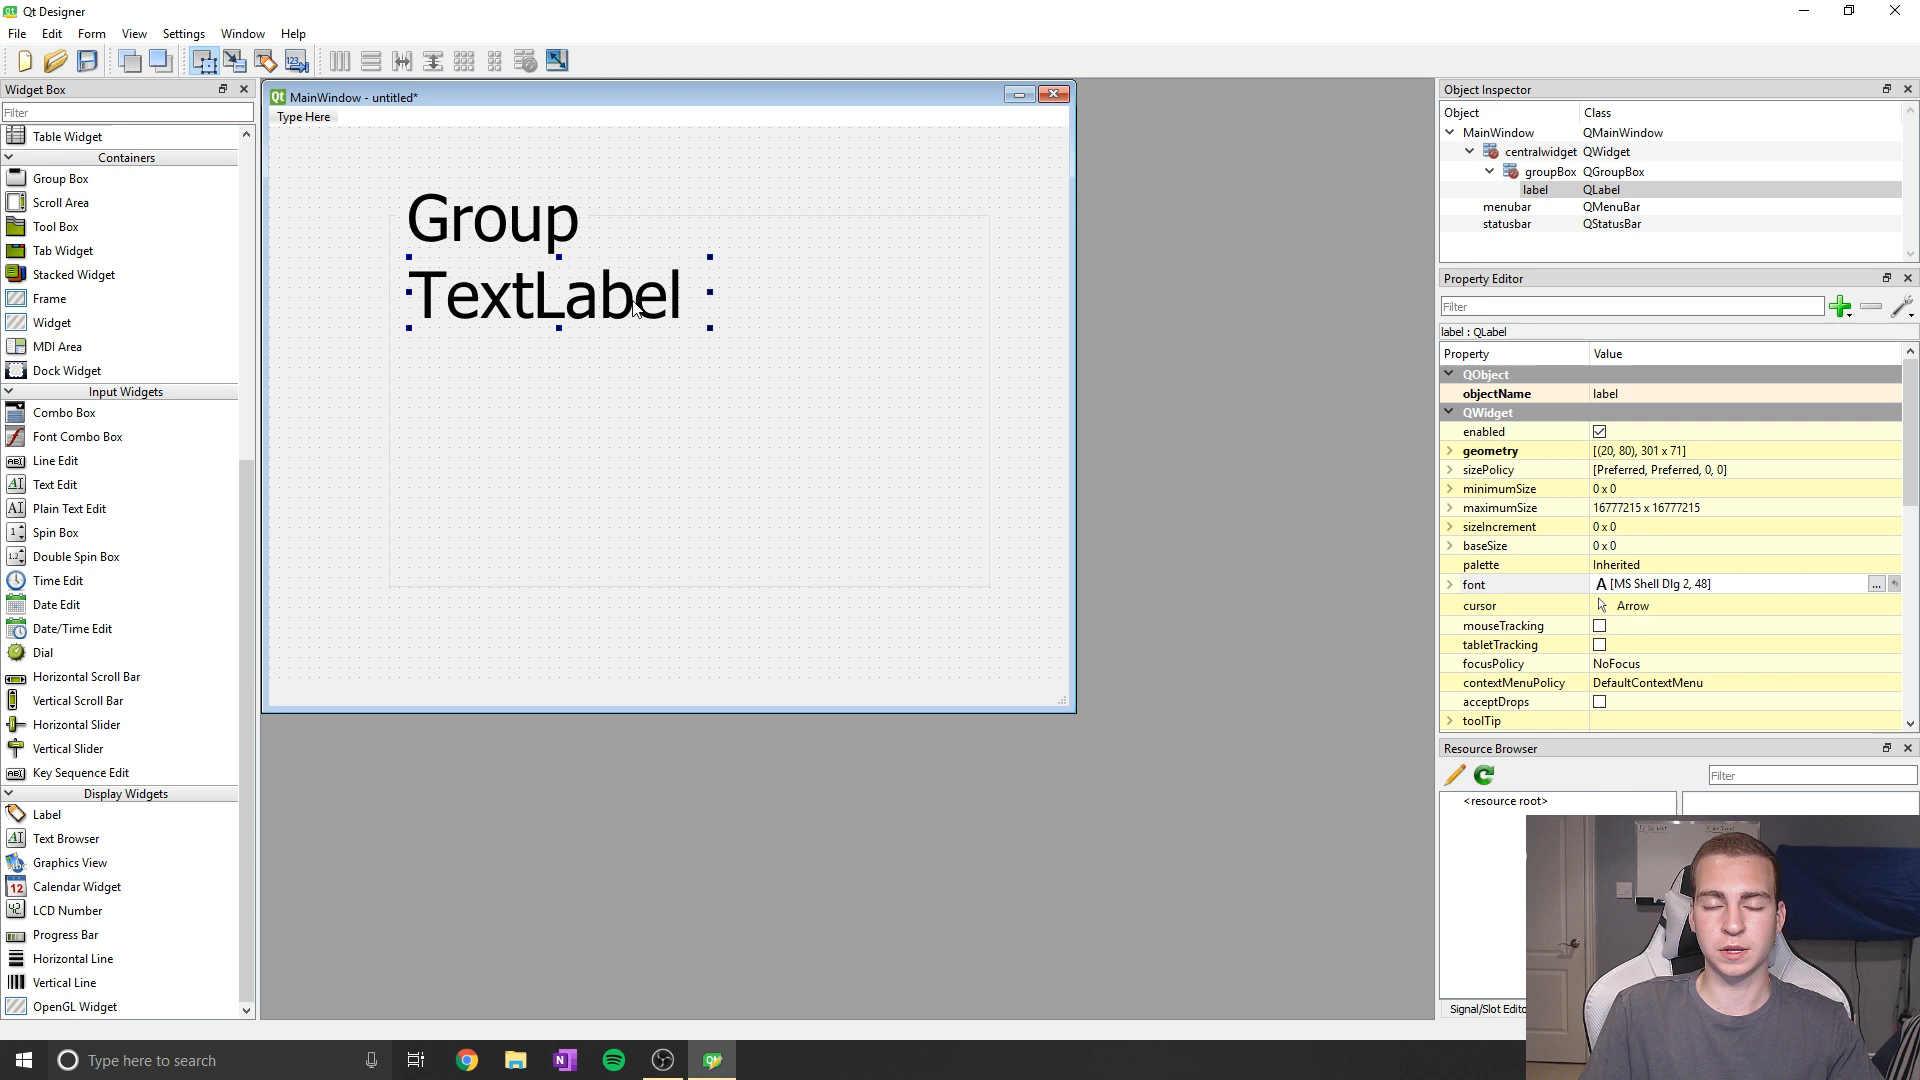 Qt Designer
File Edit Form View Settings Window Help
Widget Box
Filter
Table Widget
Containers
Group Box
Scroll Area
Tool Box
Tab Widget
Stacked Widget
Frame
Widget
MDI Area
Dock Widget
Input Widgets
Combo Box
Font Combo Box
Line Edit
Text Edit
Plain Text Edit
Spin Box
Double Spin Box
Time Edit
Date Edit
Date/Time Edit
Dial
Horizontal Scroll Bar
Vertical Scroll Bar
Horizontal Slider
Vertical Slider
Key Sequence Edit
Display Widgets
Label
Text Browser
Graphics View
Calendar Widget
LCD Number
Progress Bar
Horizontal Line
Vertical Line
OpenGL Widget
MainWindow - untitled*
Type Here
Group
TextLabel
Object Inspector
Object Class
MainWindow QMainWindow
centralwidget QWidget
groupBox QGroupBox
label QLabel
menubar QMenuBar
statusbar QStatusBar
Property Editor
Filter
label : QLabel
Property Value
QObject
objectName label
QWidget
enabled
geometry [(20, 80), 301 x 71]
sizePolicy [Preferred, Preferred, 0, 0]
minimumSize 0 x 0
maximumSize 16777215 x 16777215
sizeIncrement 0 x 0
baseSize 0 x 0
palette Inherited
font A [MS Shell Dlg 2, 48] ...
cursor Arrow
mouseTracking
tabletTracking
focusPolicy NoFocus
contextMenuPolicy DefaultContextMenu
acceptDrops
toolTip
Resource Browser
Filter
<resource root>
Signal/Slot Edito
Type here to search